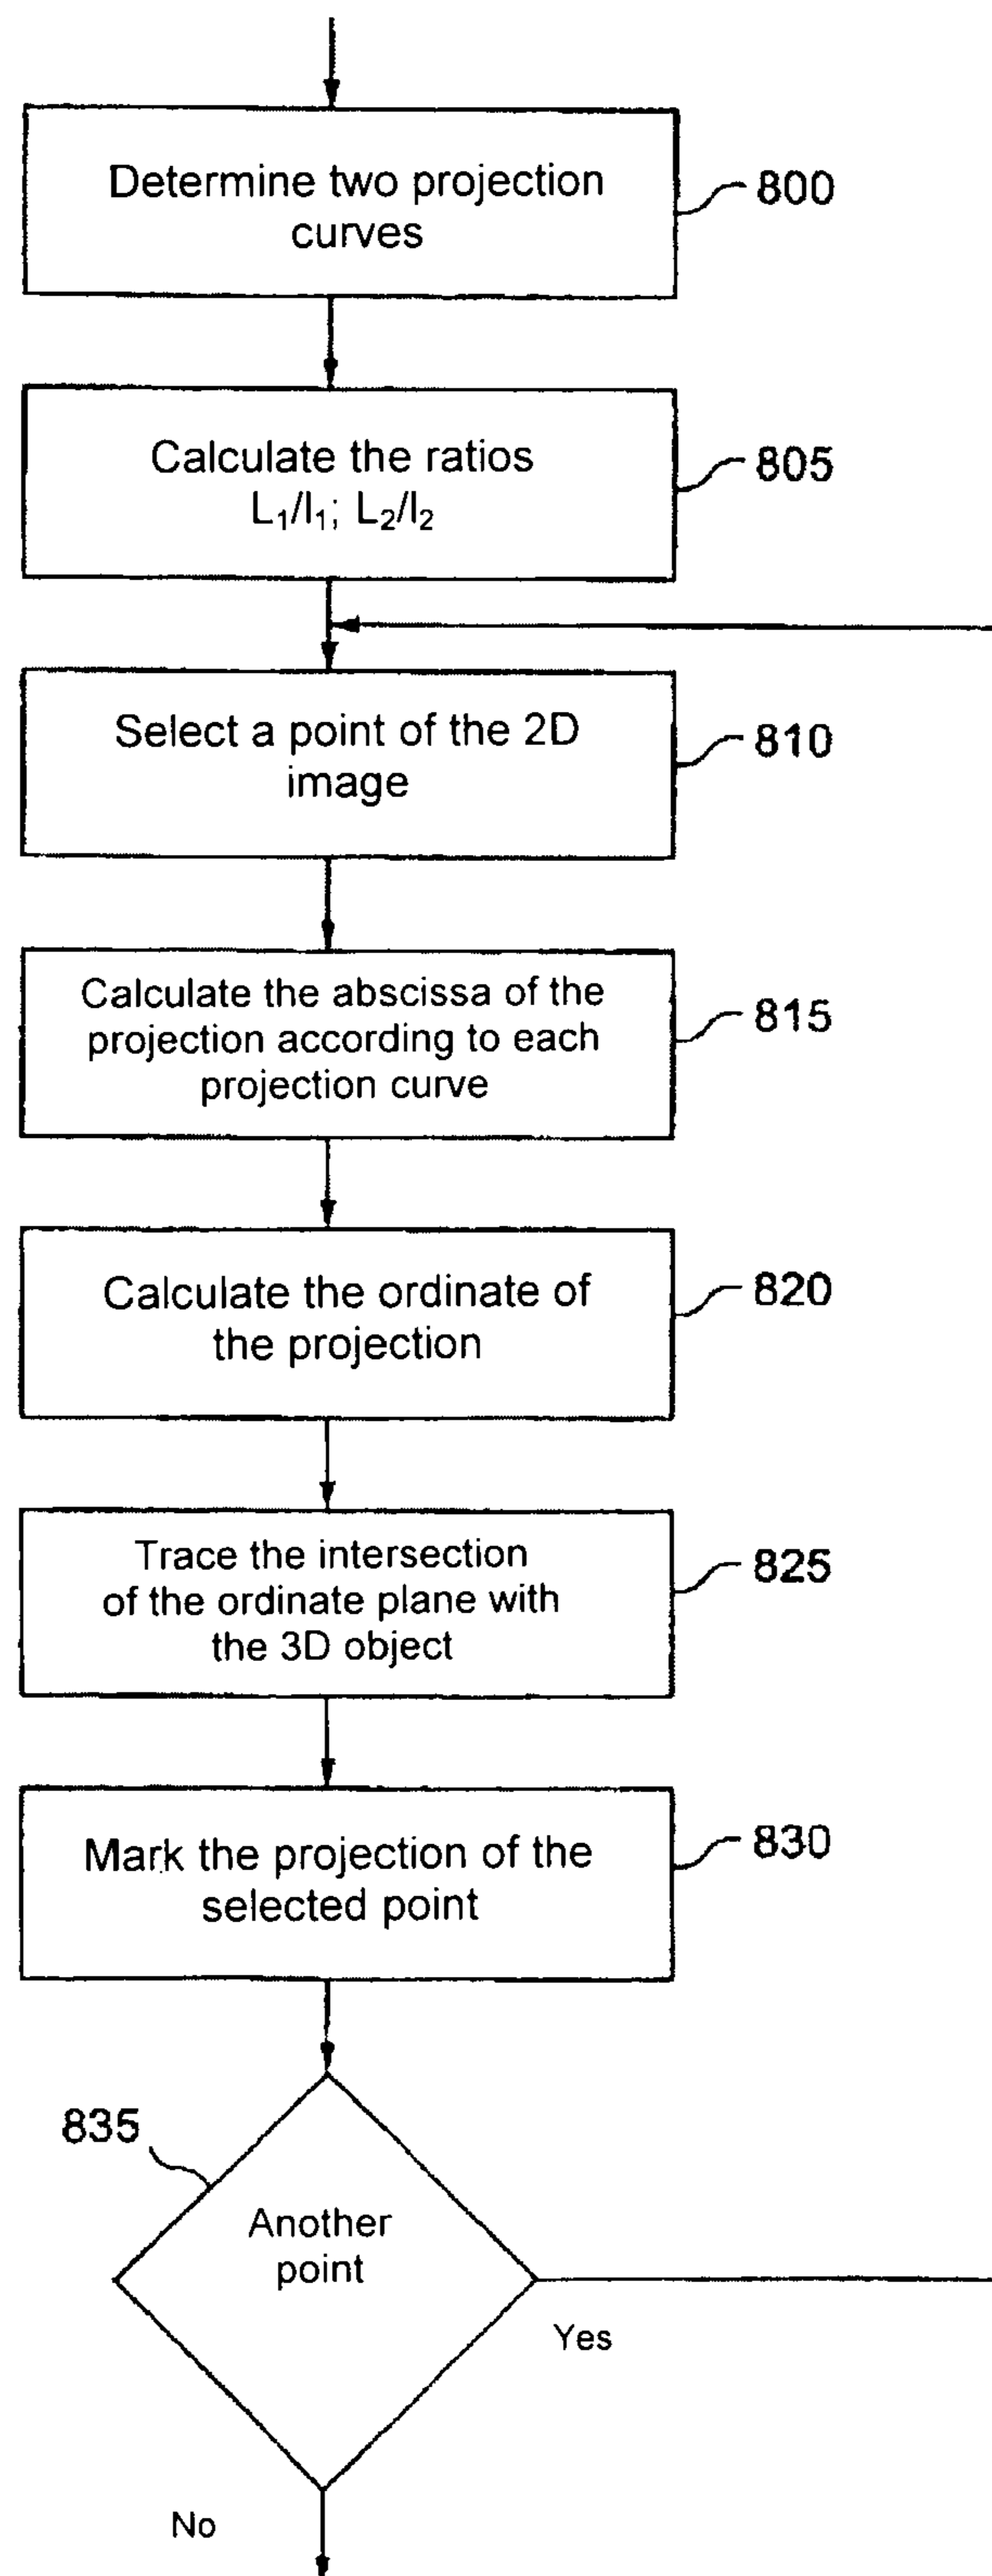 Determine two projection
curves
800
Calculate the ratios
L₁/l₁; L₂/l₂
805
Select a point of the 2D
image
810
Calculate the abscissa of the
projection according to each
projection curve
815
Calculate the ordinate of
the projection
820
Trace the intersection
of the ordinate plane with
the 3D object
825
Mark the projection of the
selected point
830
835
Another
point
Yes
No